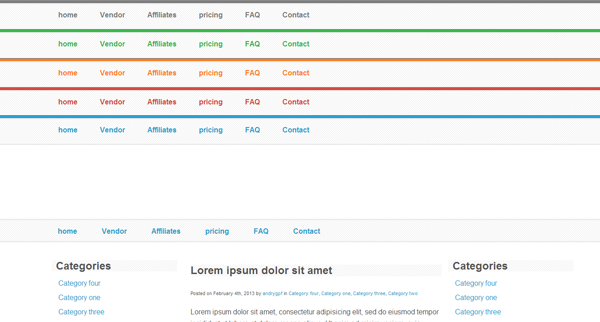 home Vendor Affiliates pricing FAQ Contact
home Vendor Affiliates pricing FAQ Contact
home Vendor Affiliates pricing FAQ Contact
home Vendor Affiliates pricing FAQ Contact
home Vendor Affiliates pricing FAQ Contact
home Vendor Affiliates pricing FAQ Contact
Categories
Category four
Category one
Category three
Lorem ipsum dolor sit amet
Posted on February 4th, 2013 by andrygpf in Category four, Category one, Category three, Category two
Lorem ipsum dolor sit amet, consectetur adipisicing elit, sed do eiusmod tempor
Categories
Category four
Category one
Category three